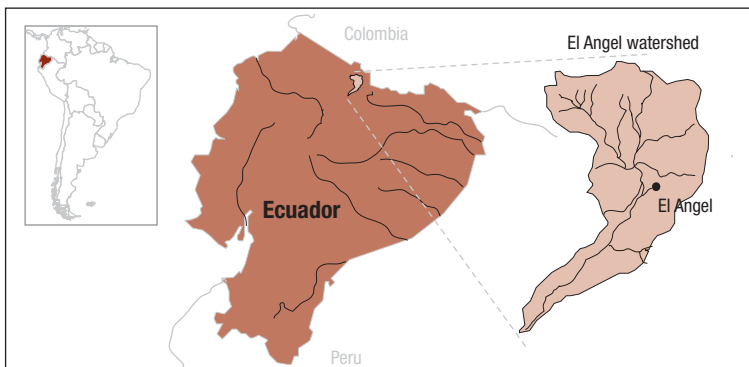 Colombia
El Angel watershed
Ecuador
El Angel
Peru